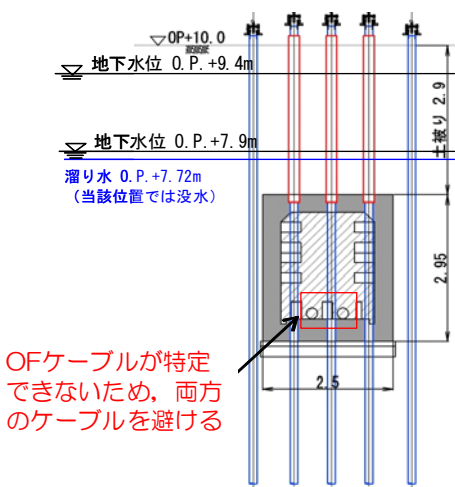 OP+10.0
地下水位 O.P.+9.4m
地下水位 O.P.+7.9m
溜り水 O.P.+7.72m
（当該位置では没水）
土被り 2.9
2.95
2.5
OFケーブルが特定
できないため，両方
のケーブルを避ける